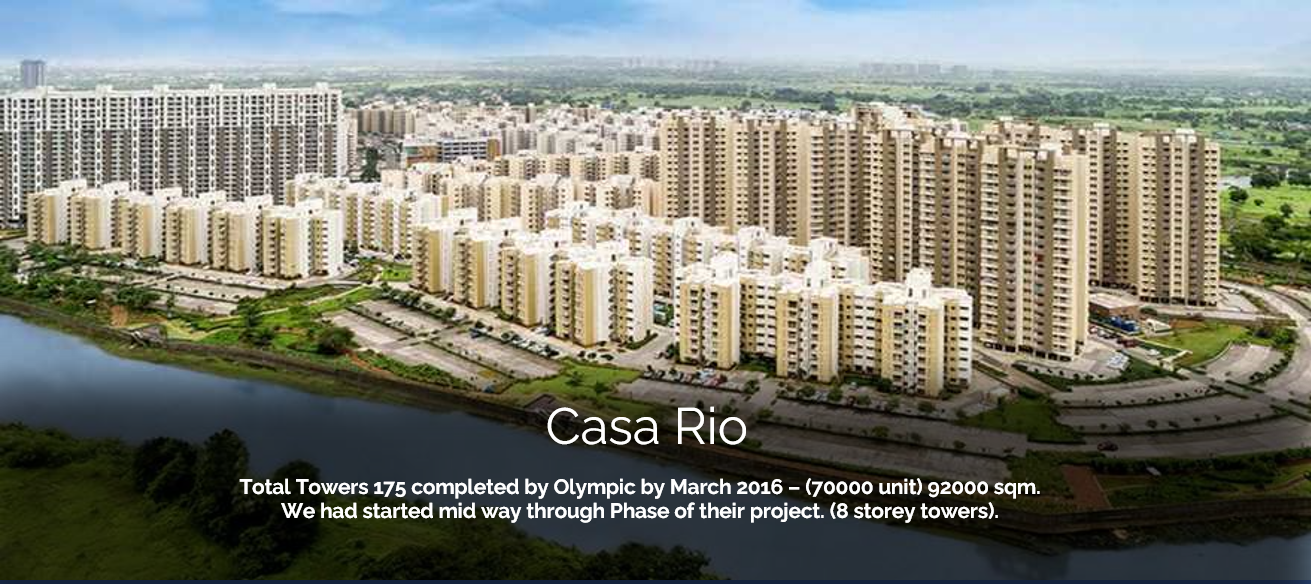 Casa Rio
Total Towers 175 completed by Olympic by March 2016 – (70000 unit) 92000 sqm.
We had started mid way through Phase of their project. (8 storey towers).